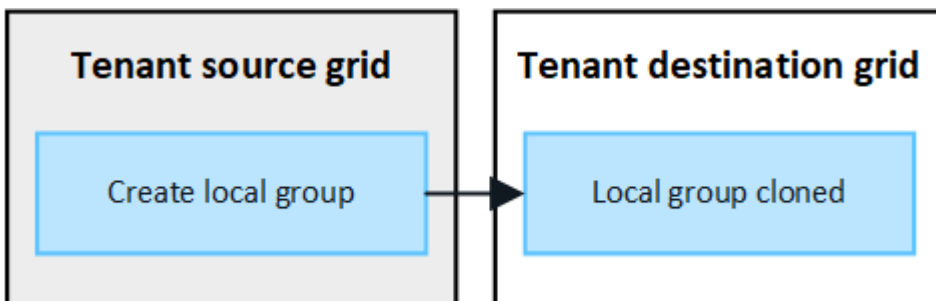 Tenant source grid
Create local group
Tenant destination grid
Local group cloned